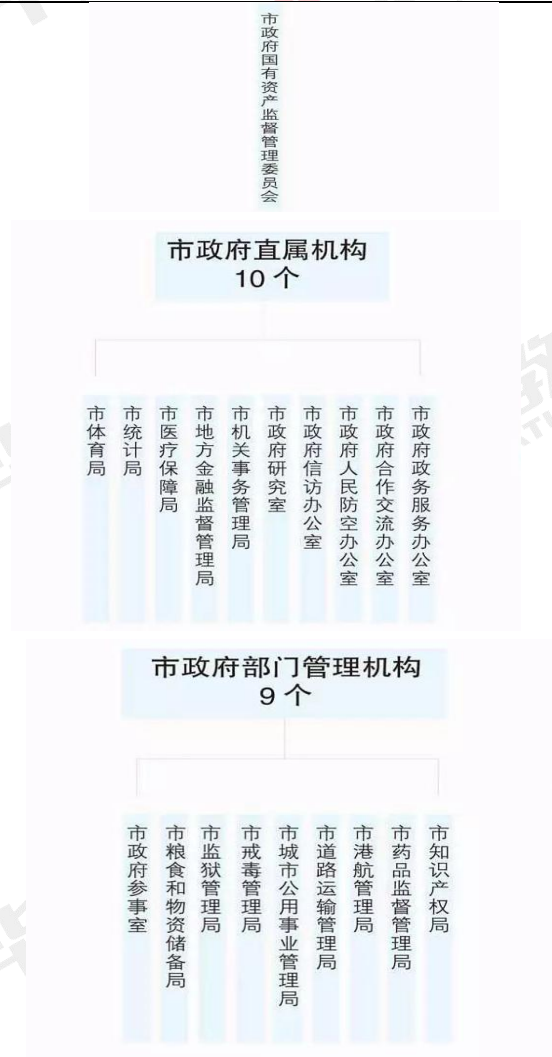 市政府国有资产监督管理委员会
市政府直属机构
10 个
市体育局
市统计局
市医疗保障局
市地方金融监督管理局
市机关事务管理局
市政府研究室
市政府信访办公室
市政府人民防空办公室
市政府合作交流办公室
市政府政务服务办公室
市政府部门管理机构
9 个
市政府参事室
市粮食和物资储备局
市监狱管理局
市戒毒管理局
市城市公用事业管理局
市道路运输管理局
市港航管理局
市药品监督管理局
市知识产权局